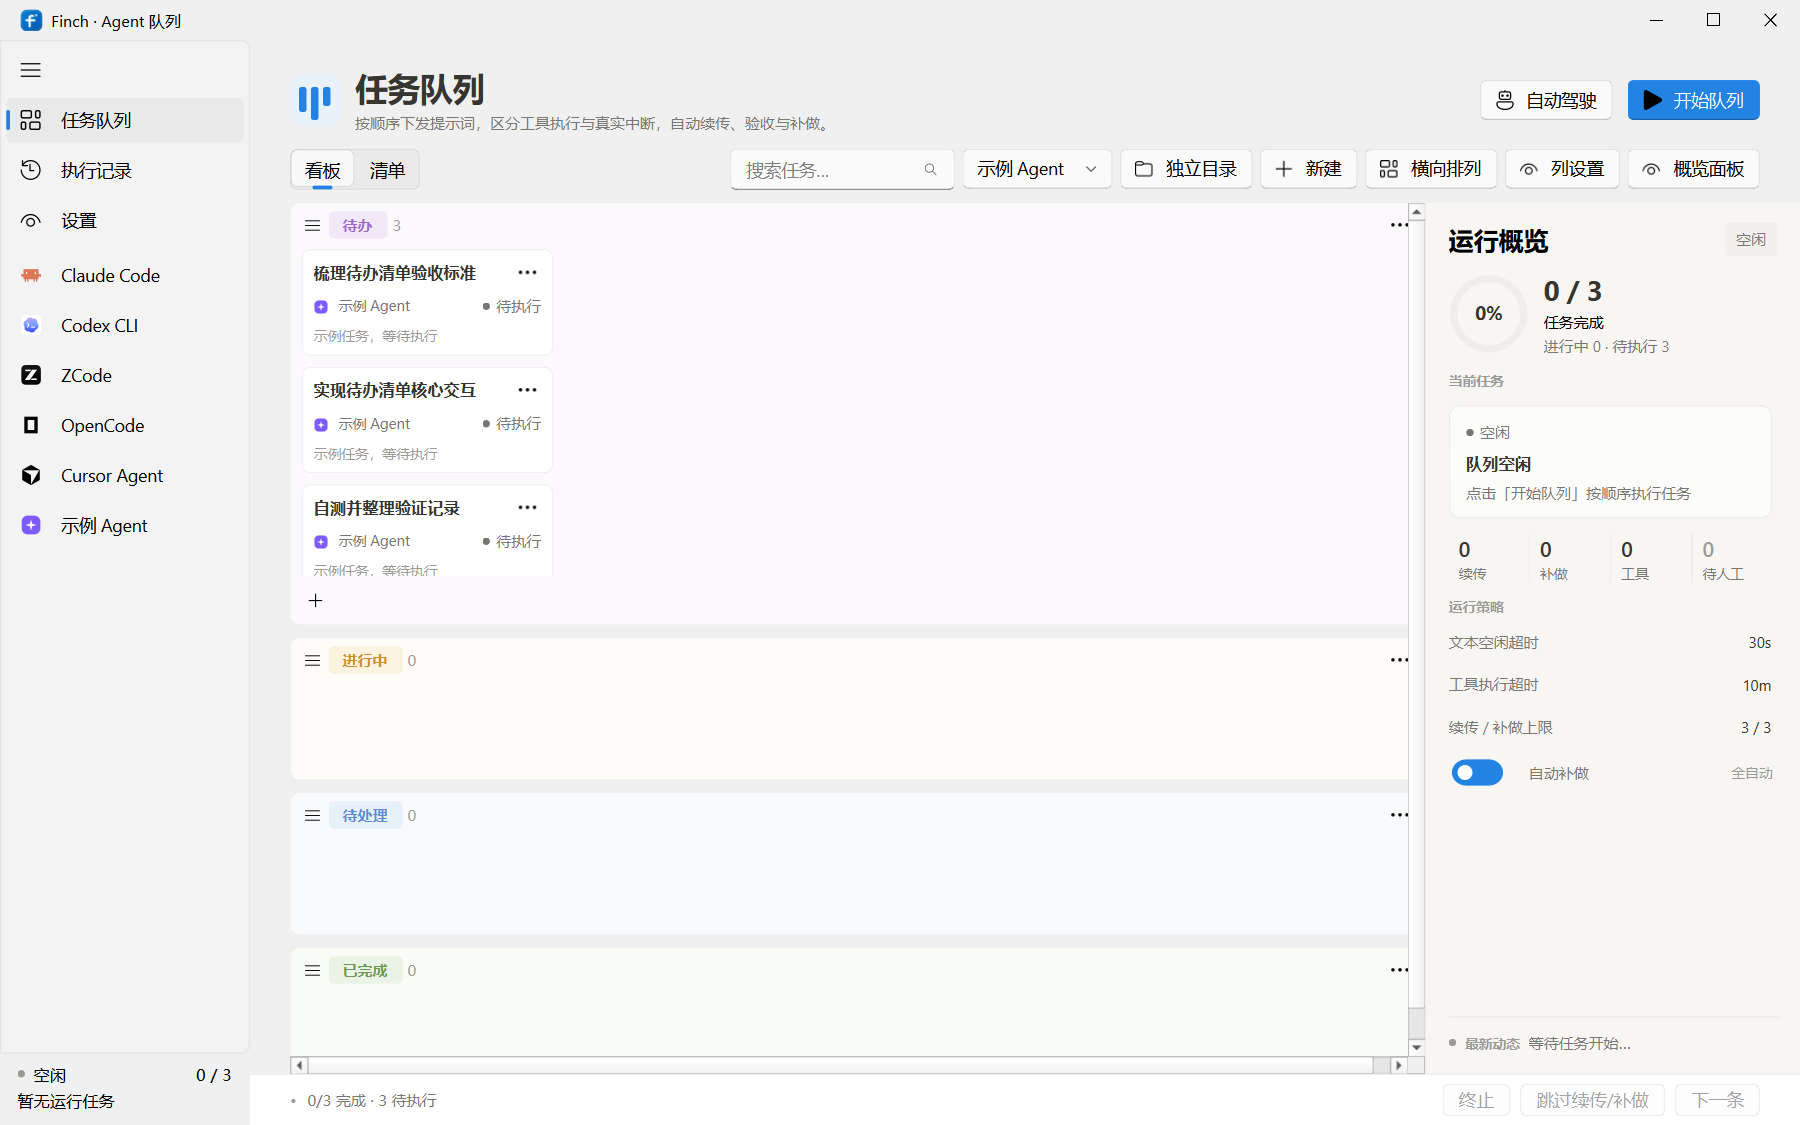 Finch · Agent 队列
任务队列
执行记录
设置
Claude Code
Codex CLI
ZCode
OpenCode
Cursor Agent
示例 Agent
空闲 0 / 3
暂无运行任务
任务队列
按顺序下发提示词，区分工具执行与真实中断，自动续传、验收与补做。
自动驾驶
开始队列
看板
清单
搜索任务...
示例 Agent
独立目录
新建
横向排列
列设置
概览面板
待办 3
梳理待办清单验收标准
示例 Agent 待执行
示例任务，等待执行
实现待办清单核心交互
示例 Agent 待执行
示例任务，等待执行
自测并整理验证记录
示例 Agent 待执行
示例任务，等待执行
进行中 0
待处理 0
已完成 0
运行概览 空闲
0%
0 / 3
任务完成
进行中 0 · 待执行 3
当前任务
空闲
队列空闲
点击「开始队列」按顺序执行任务
0 0 0 0
续传 补做 工具 待人工
运行策略
文本空闲超时 30s
工具执行超时 10m
续传 / 补做上限 3 / 3
自动补做 全自动
最新动态 等待任务开始...
0/3 完成 · 3 待执行
终止
跳过续传/补做
下一条